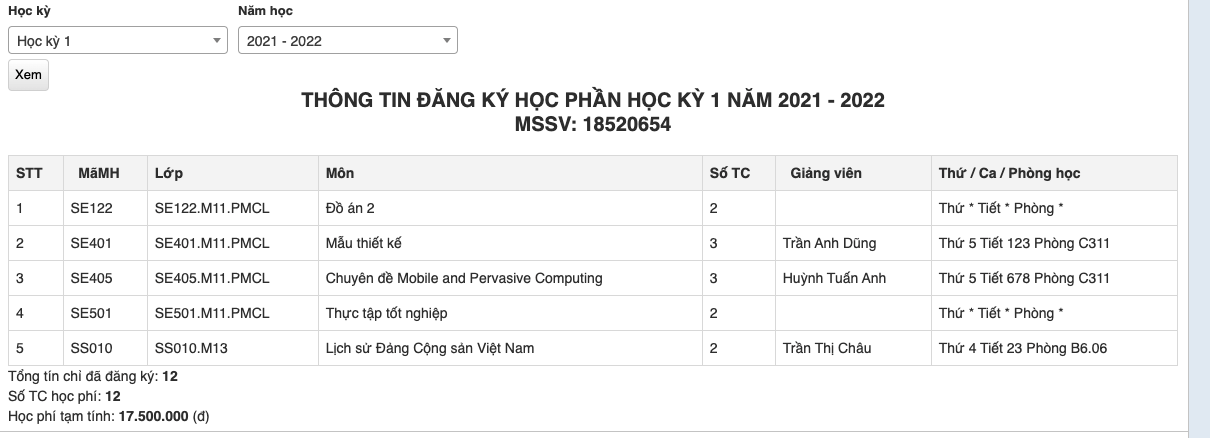 Học kỳ Năm học
Học kỳ 1 2021 - 2022
Xem
THÔNG TIN ĐĂNG KÝ HỌC PHẦN HỌC KỲ 1 NĂM 2021 - 2022
MSSV: 18520654
STT MãMH Lớp Môn Số TC Giảng viên Thứ / Ca / Phòng học
1 SE122 SE122.M11.PMCL Đồ án 2 2 Thứ * Tiết * Phòng *
2 SE401 SE401.M11.PMCL Mẫu thiết kế 3 Trần Anh Dũng Thứ 5 Tiết 123 Phòng C311
3 SE405 SE405.M11.PMCL Chuyên đề Mobile and Pervasive Computing 3 Huỳnh Tuấn Anh Thứ 5 Tiết 678 Phòng C311
4 SE501 SE501.M11.PMCL Thực tập tốt nghiệp 2 Thứ * Tiết * Phòng *
5 SS010 SS010.M13 Lịch sử Đảng Cộng sản Việt Nam 2 Trần Thị Châu Thứ 4 Tiết 23 Phòng B6.06
Tổng tín chỉ đã đăng ký: 12
Số TC học phí: 12
Học phí tạm tính: 17.500.000 (đ)